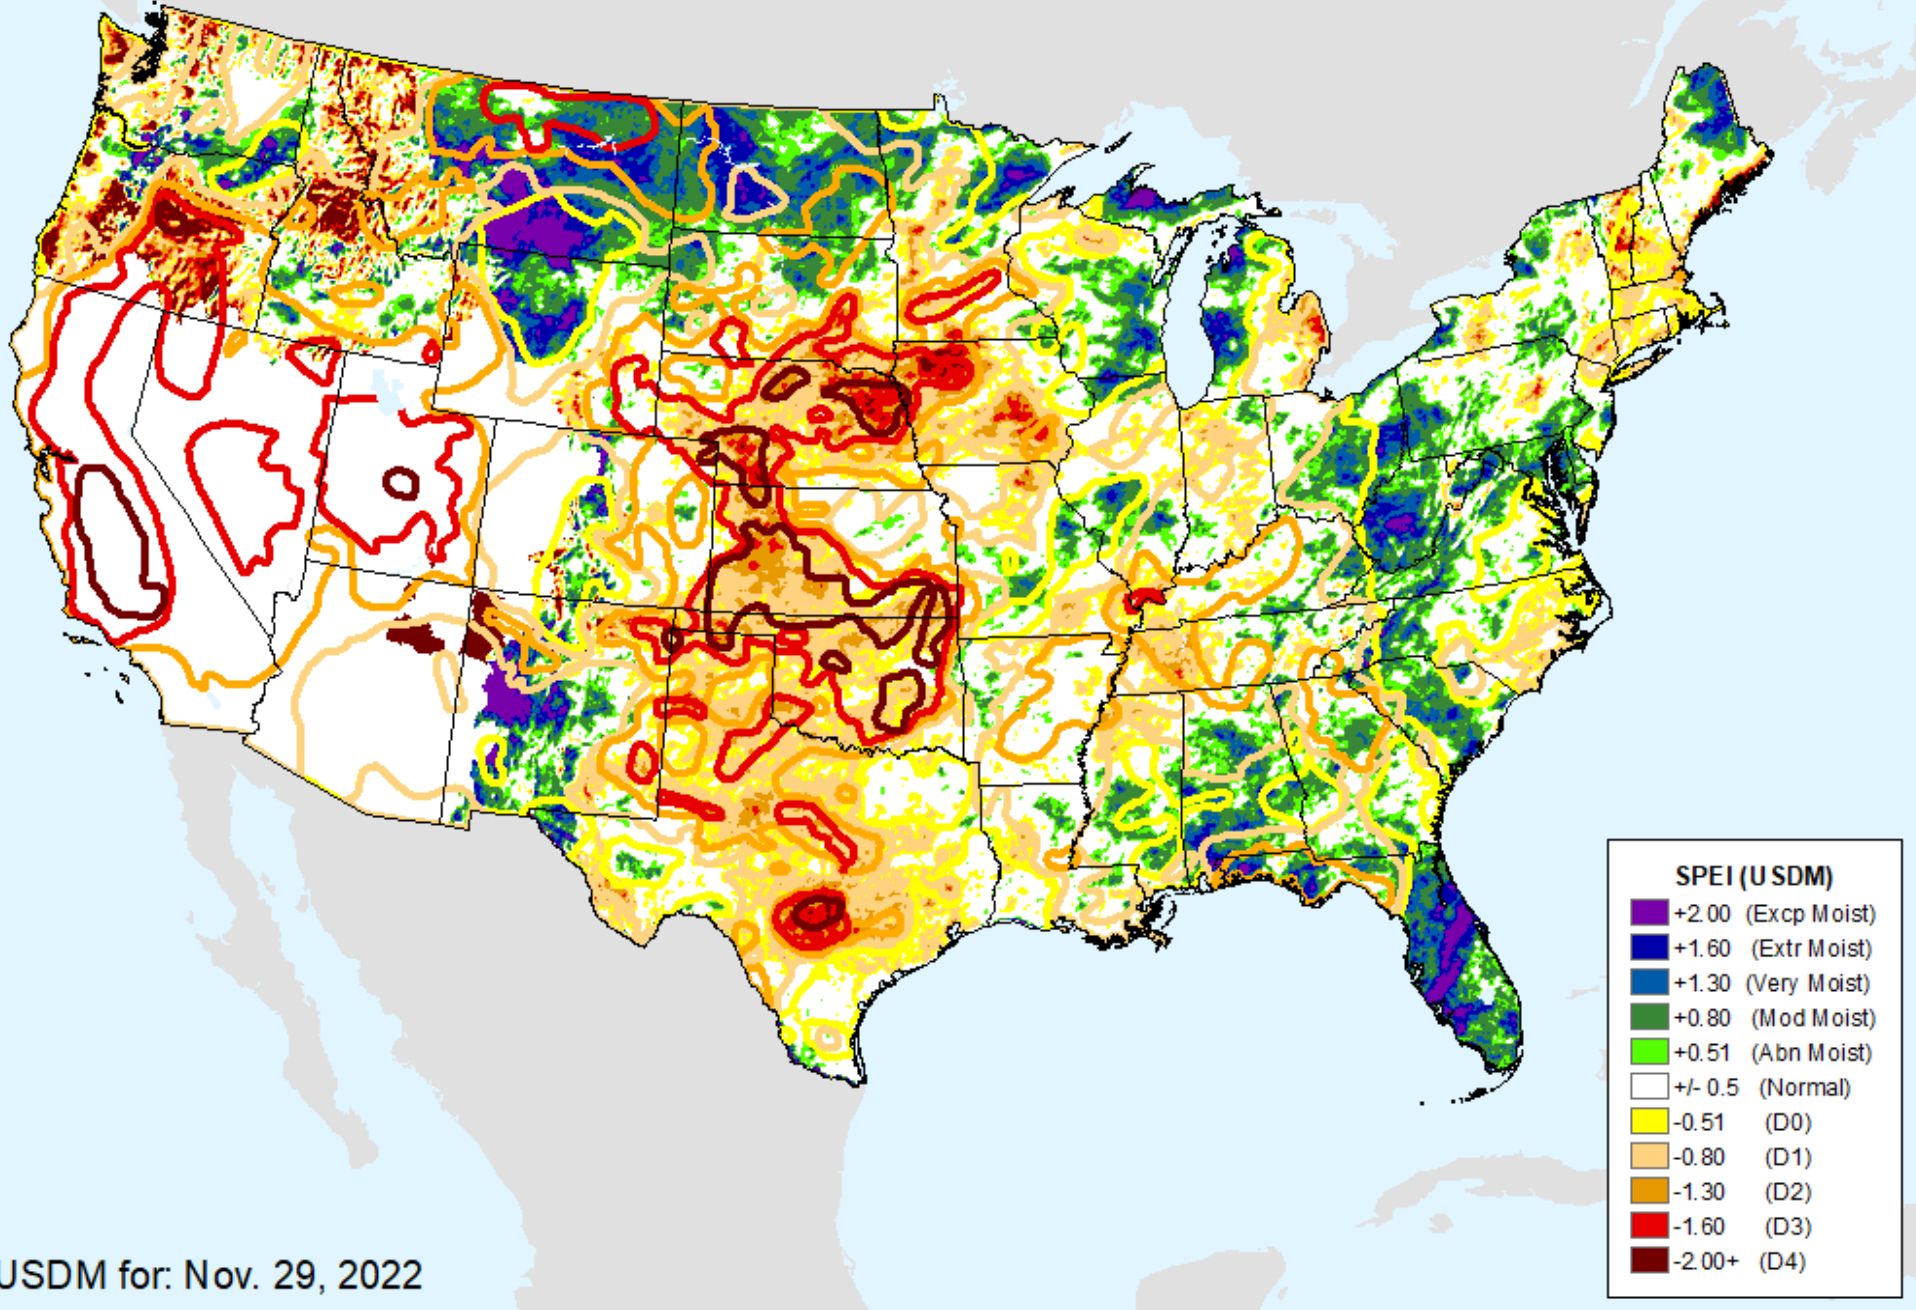 SPEI (USDM)
+2.00 (Excp Moist)
+1.60 (Extr Moist)
+1.30 (Very Moist)
+0.80 (Mod Moist)
+0.51 (Abn Moist)
+/- 0.5 (Normal)
-0.51 (D0)
-0.80 (D1)
-1.30 (D2)
-1.60 (D3)
-2.00+ (D4)
USDM for: Nov. 29, 2022